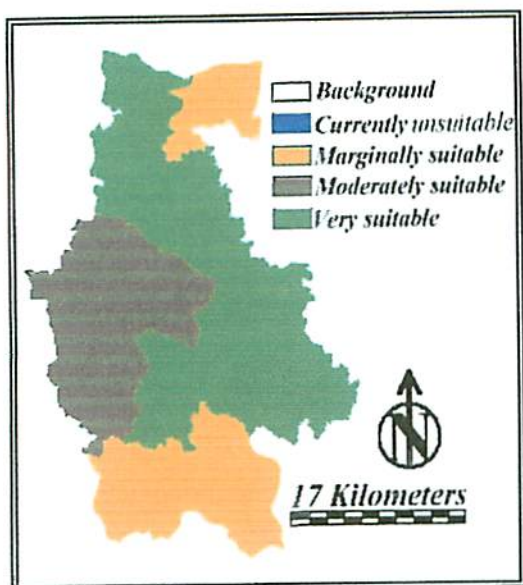 Background
Currently unsuitable
Marginally suitable
Moderately suitable
Very suitable
N
17 Kilometers